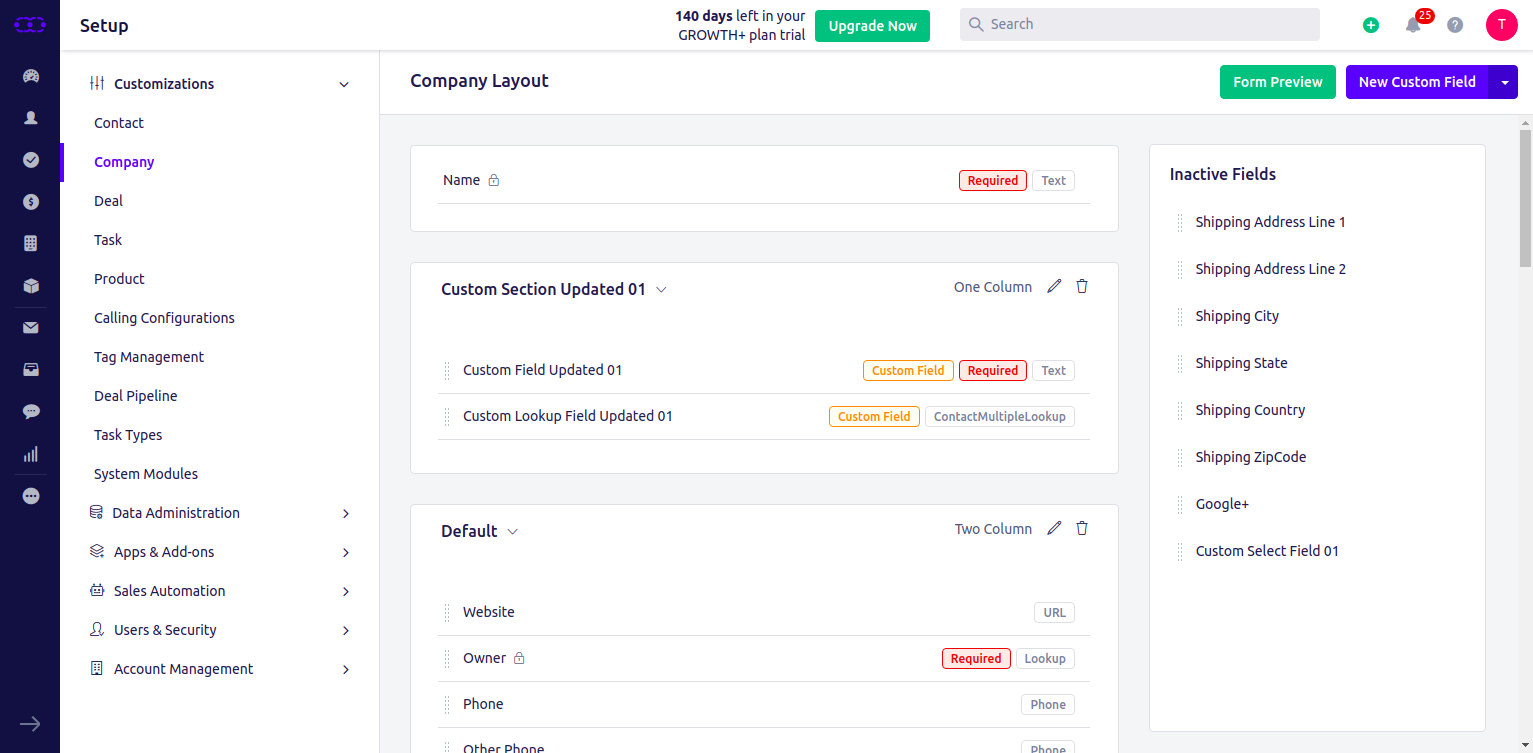 Setup
140 days left in your
GROWTH+ plan trial
Upgrade Now
Search
25
T
Customizations
Contact
Company
Deal
Task
Product
Calling Configurations
Tag Management
Deal Pipeline
Task Types
System Modules
Data Administration
Apps & Add-ons
Sales Automation
Users & Security
Account Management
Company Layout
Form Preview
New Custom Field
Name Required Text
Custom Section Updated 01 One Column
Custom Field Updated 01 Custom Field Required Text
Custom Lookup Field Updated 01 Custom Field ContactMultipleLookup
Default Two Column
Website URL
Owner Required Lookup
Phone Phone
Other Phone Phone
Inactive Fields
Shipping Address Line 1
Shipping Address Line 2
Shipping City
Shipping State
Shipping Country
Shipping ZipCode
Google+
Custom Select Field 01